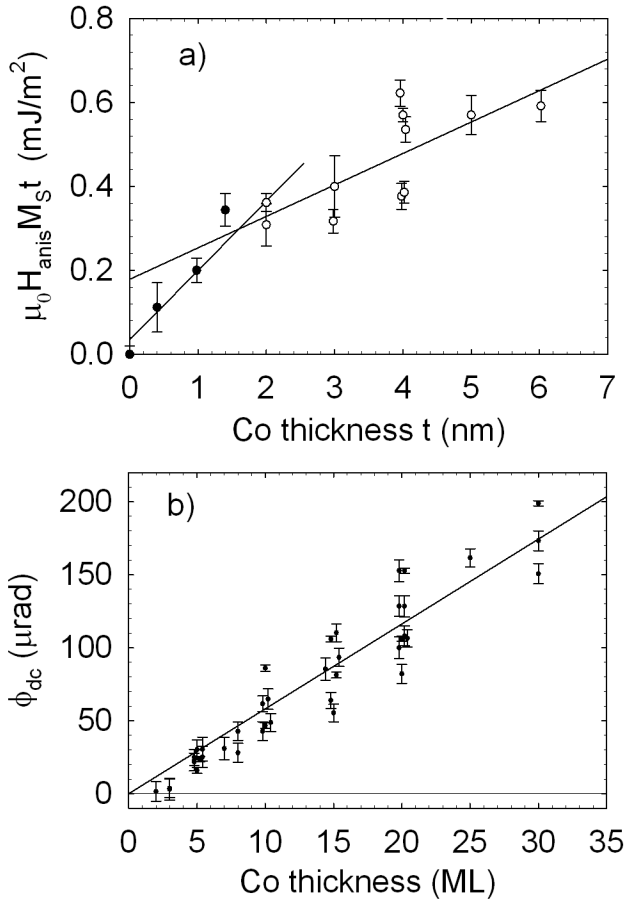 0.8
0.6
0.4
0.2
0.0
a)
μ₀HₐₙᵢₛM_S t (mJ/m²)
0 1 2 3 4 5 6 7
Co thickness t (nm)
200
150
100
50
0
b)
ϕ_dc (μrad)
0 5 10 15 20 25 30 35
Co thickness (ML)